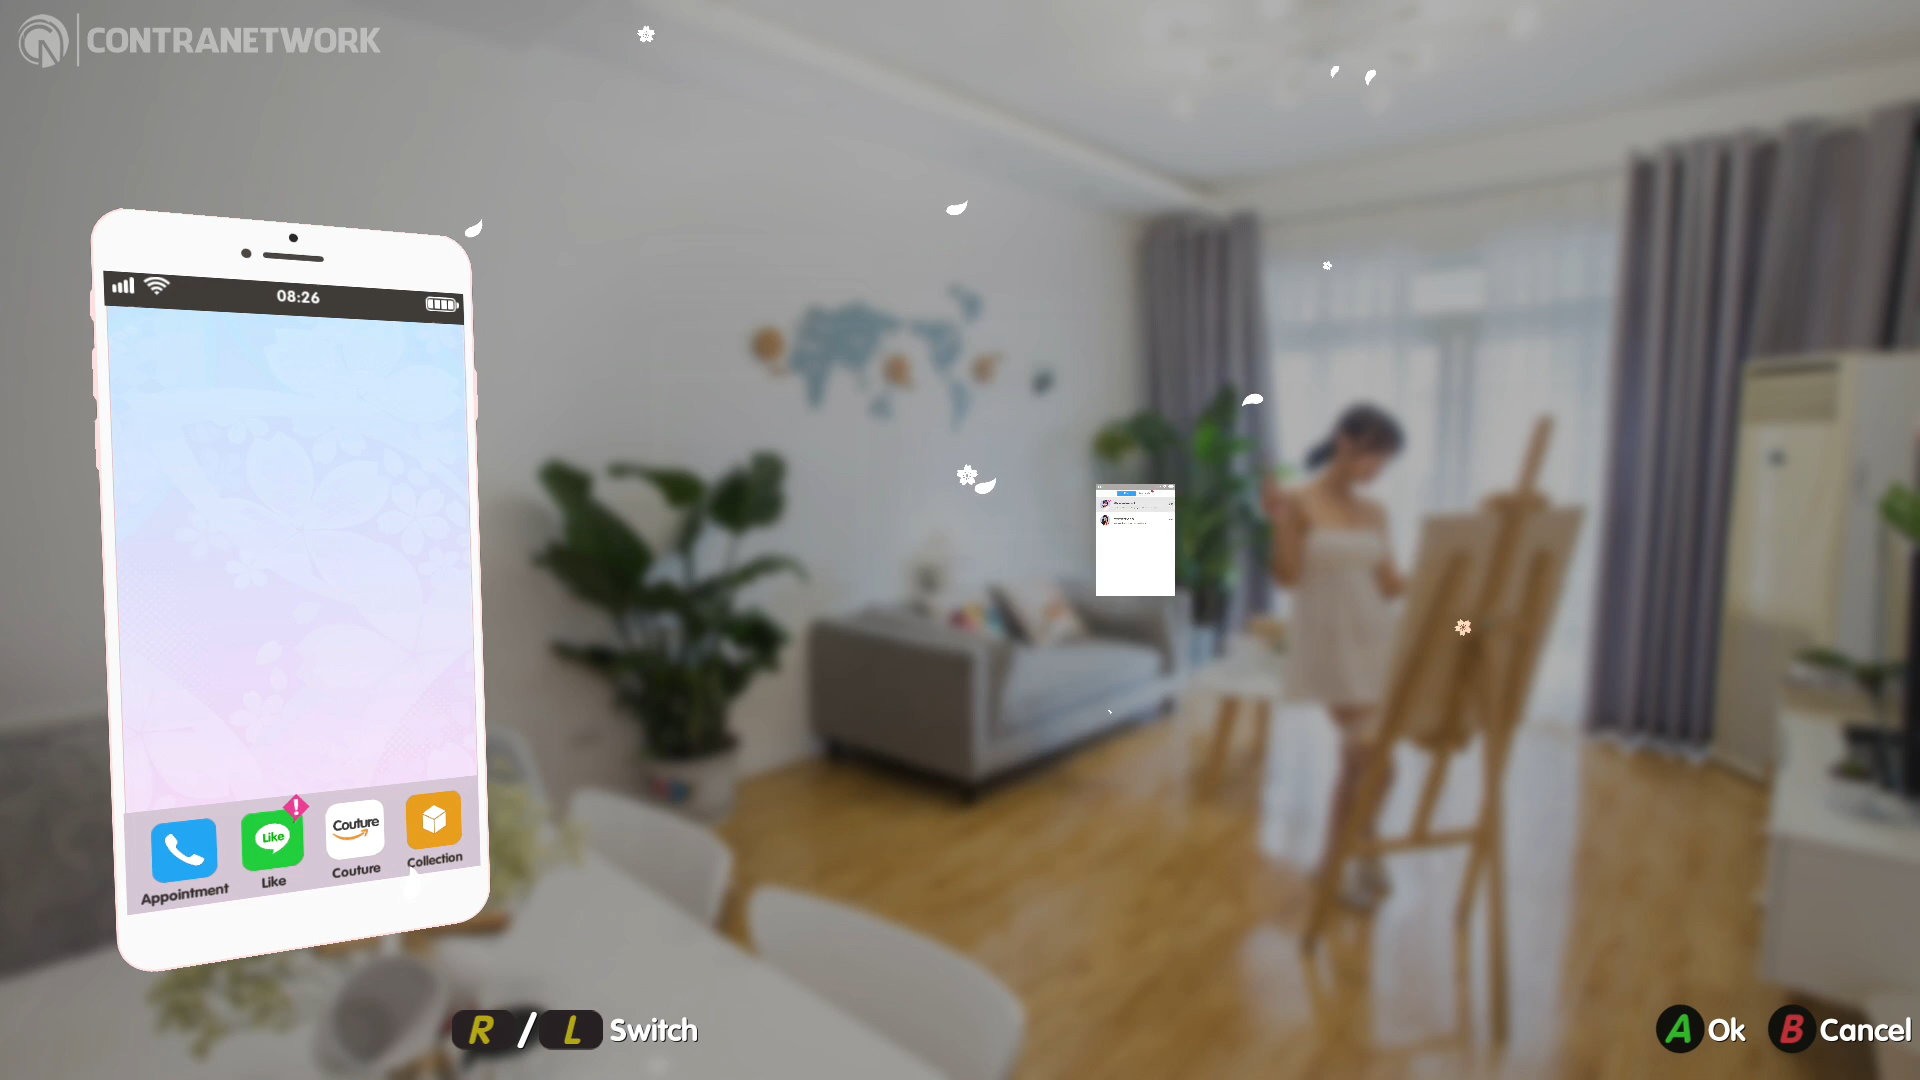 CONTRANETWORK
08:26
!
Like
Couture
Appointment
Like
Couture
Collection
R / L Switch
A Ok B Cancel